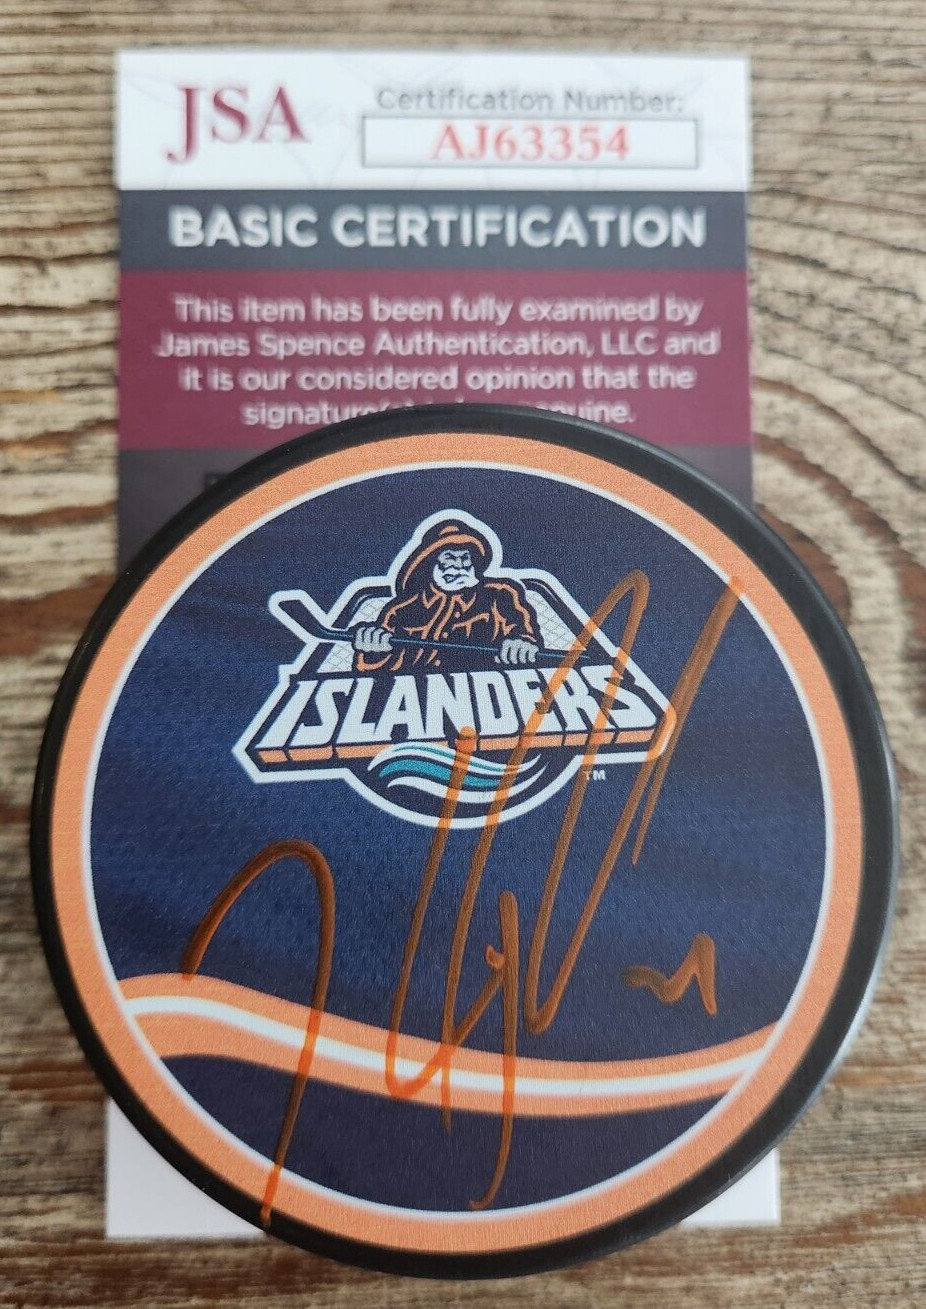 JSA
Certification Number:
AJ63354
BASIC CERTIFICATION
This item has been fully examined by
James Spence Authentication, LLC and
it is our considered opinion that the
genuine.
ISLANDERS
TM